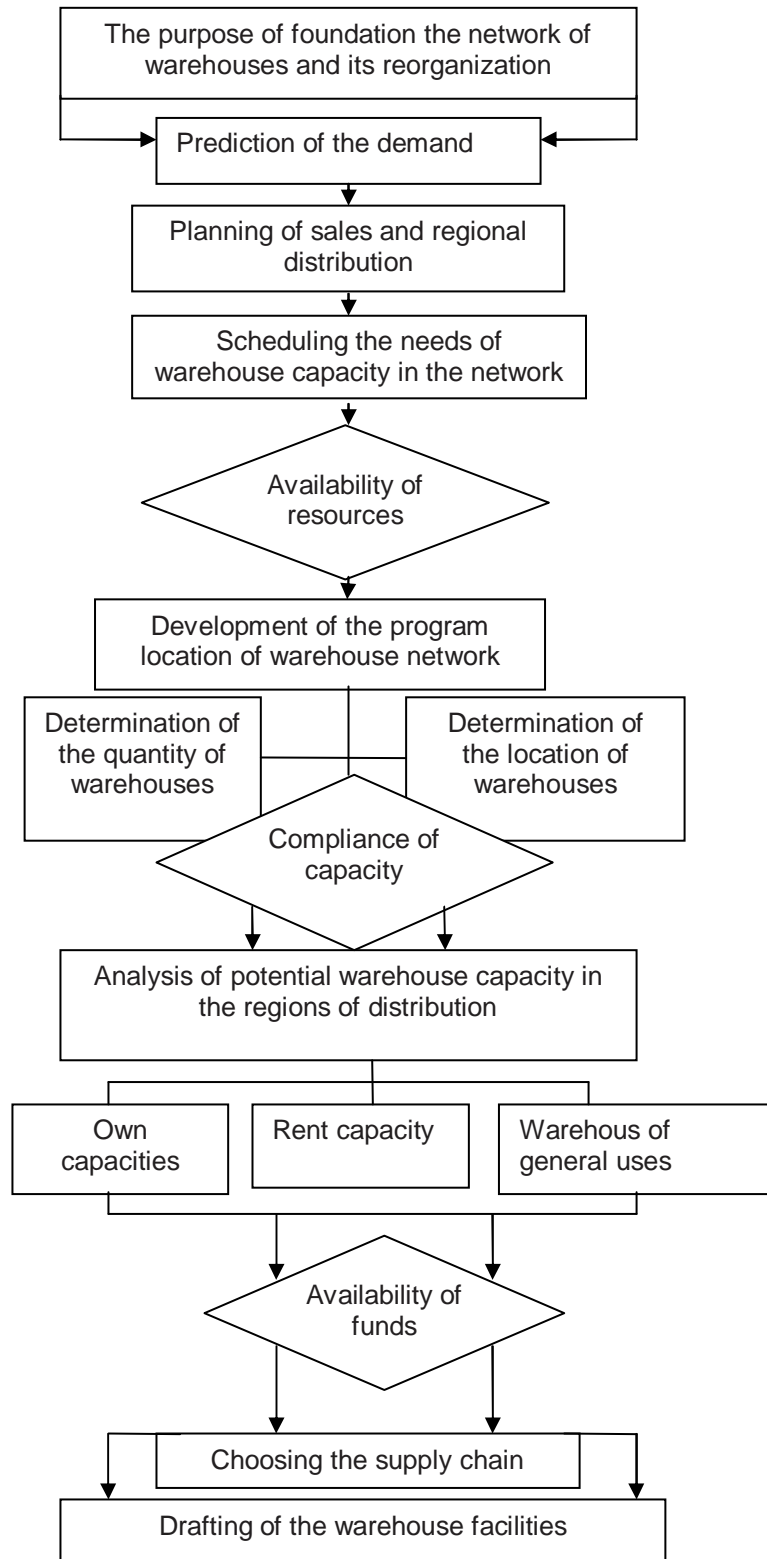 The purpose of foundation the network of
warehouses and its reorganization
Prediction of the demand
Planning of sales and regional
distribution
Scheduling the needs of
warehouse capacity in the network
Availability of
resources
Development of the program
location of warehouse network
Determination of
the quantity of
warehouses
Determination of
the location of
warehouses
Compliance of
capacity
Analysis of potential warehouse capacity in
the regions of distribution
Own
capacities
Rent capacity
Warehous of
general uses
Availability of
funds
Choosing the supply chain
Drafting of the warehouse facilities